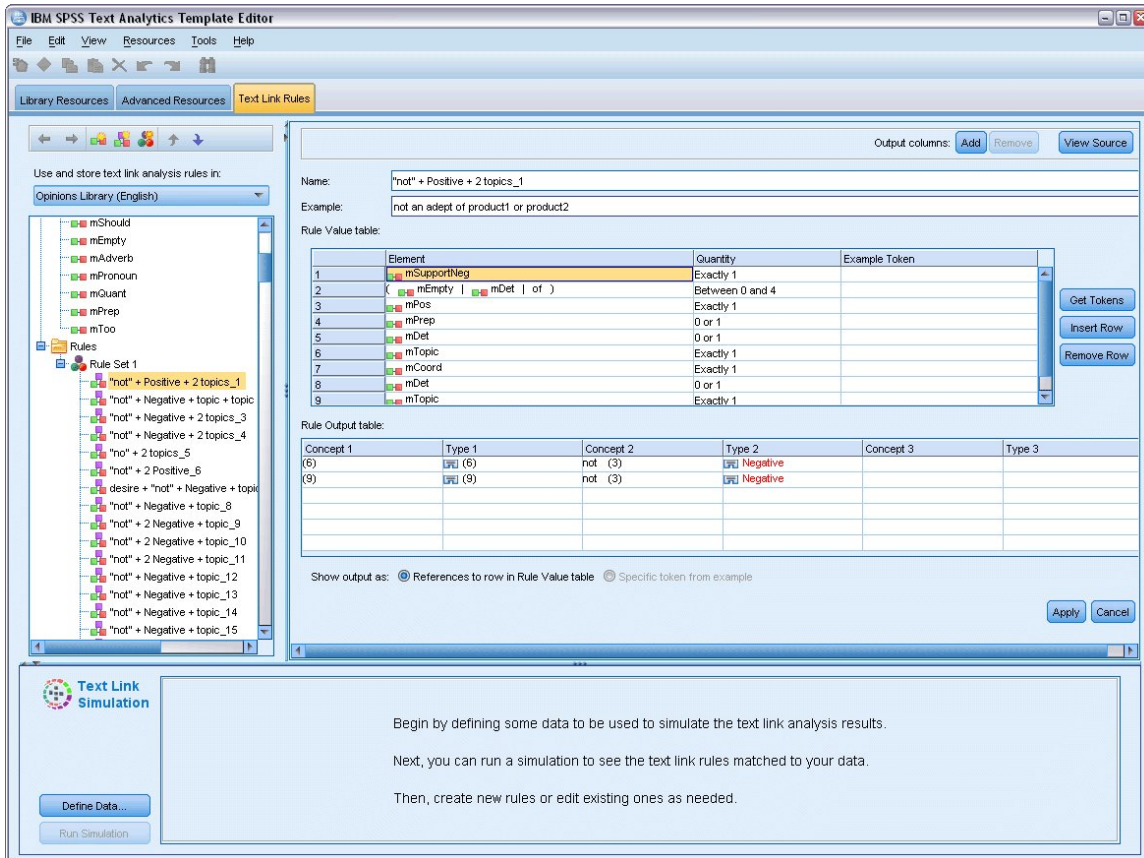 IBM SPSS Text Analytics Template Editor
File Edit View Resources Tools Help
Library Resources Advanced Resources Text Link Rules
Use and store text link analysis rules in:
Opinions Library (English)
mShould
mEmpty
mAdverb
mPronoun
mQuant
mPrep
mToo
Rules
Rule Set 1
"not" + Positive + 2 topics_1
"not" + Negative + topic + topic
"not" + Negative + 2 topics_3
"not" + Negative + 2 topics_4
"no" + 2 topics_5
"not" + 2 Positive_6
desire + "not" + Negative + topic
"not" + Negative + topic_8
"not" + 2 Negative + topic_9
"not" + 2 Negative + topic_10
"not" + 2 Negative + topic_11
"not" + Negative + topic_12
"not" + Negative + topic_13
"not" + Negative + topic_14
"not" + Negative + topic_15
Output columns: Add Remove View Source
Name: "not" + Positive + 2 topics_1
Example: not an adept of product1 or product2
Rule Value table:
Element Quantity Example Token
1 mSupportNeg Exactly 1
2 ( mEmpty | mDet | of ) Between 0 and 4
3 mPos Exactly 1
4 mPrep 0 or 1
5 mDet 0 or 1
6 mTopic Exactly 1
7 mCoord Exactly 1
8 mDet 0 or 1
9 mTopic Exactly 1
Get Tokens
Insert Row
Remove Row
Rule Output table:
Concept 1 Type 1 Concept 2 Type 2 Concept 3 Type 3
(6) (6) not (3) Negative
(9) (9) not (3) Negative
Show output as: References to row in Rule Value table Specific token from example
Apply Cancel
Text Link
Simulation
Define Data...
Run Simulation
Begin by defining some data to be used to simulate the text link analysis results.
Next, you can run a simulation to see the text link rules matched to your data.
Then, create new rules or edit existing ones as needed.